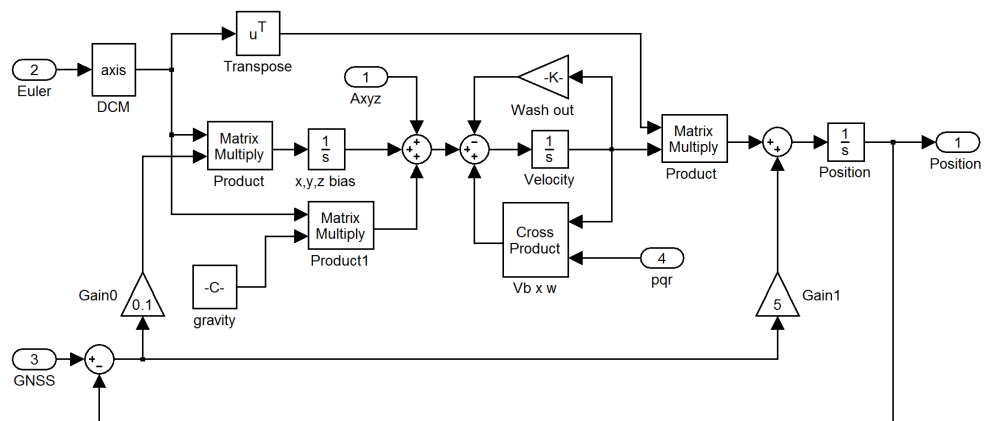 u T
Transpose
2
Euler
axis
DCM
1
Axyz
-K-
Wash out
Matrix
Multiply
Product
1
s
x,y,z bias
+
+
+
−
+
+
1
s
Velocity
Matrix
Multiply
Product
+
+
1
s
Position
1
Position
Matrix
Multiply
Product1
Cross
Product
Vb x w
4
pqr
-C-
gravity
Gain0
0.1
5
Gain1
3
GNSS
+
−